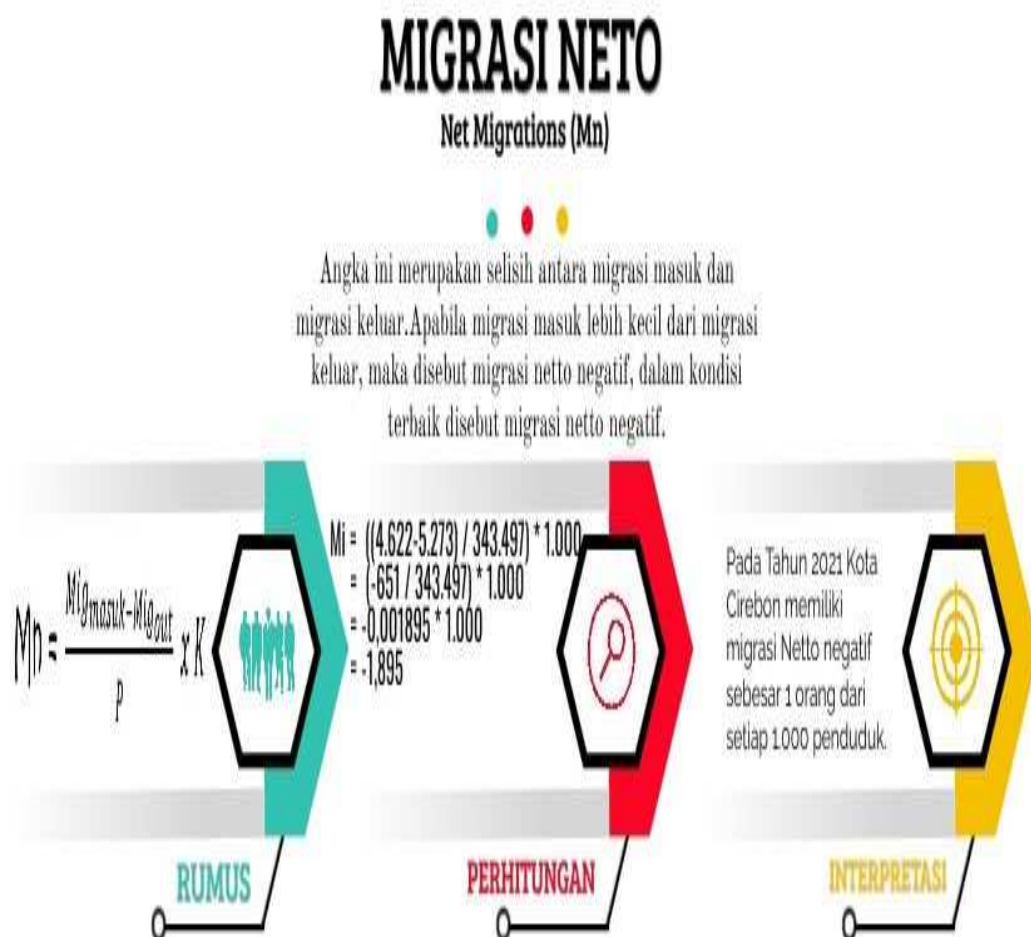 MIGRASI NETO
Net Migrations (Mn)
Angka ini merupakan selisih antara migrasi masuk dan
migrasi keluar.Apabila migrasi masuk lebih kecil dari migrasi
keluar, maka disebut migrasi netto negatif, dalam kondisi
terbaik disebut migrasi netto negatif.
Mn = (Mig masuk-Mig out) / P x K
Mi = ((4.622-5.273) / 343.497) * 1.000
= (-651 / 343.497) * 1.000
= -0,001895 * 1.000
= -1,895
Pada Tahun 2021 Kota
Cirebon memiliki
migrasi Netto negatif
sebesar 1 orang dari
setiap 1.000 penduduk.
RUMUS
PERHITUNGAN
INTERPRETASI